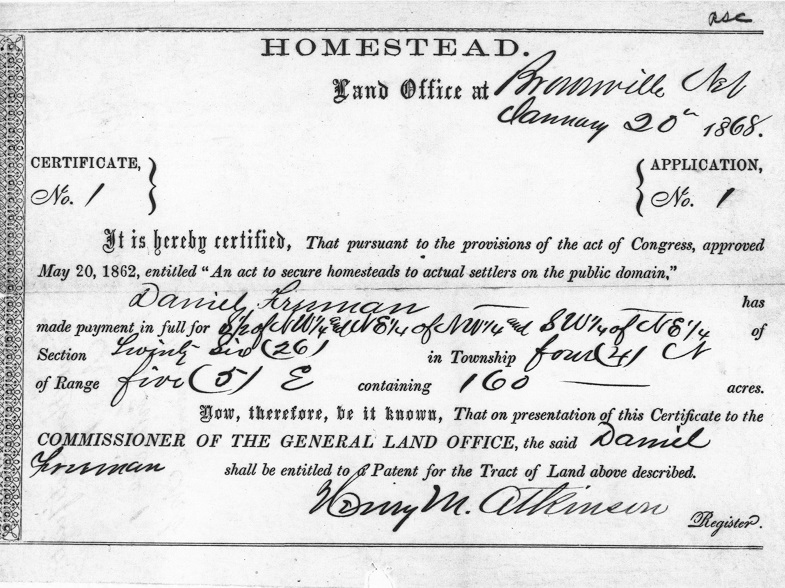 HOMESTEAD.
Land Office at Brownville Neb
January 20th 1868.
CERTIFICATE, APPLICATION,
No. 1 No. 1
It is hereby certified, That pursuant to the provisions of the act of Congress, approved
May 20, 1862, entitled “An act to secure homesteads to actual settlers on the public domain,”
Daniel Freeman has
made payment in full for S½ of NW¼ and NE¼ of NW¼ and SW¼ of NE¼ of
Section Twenty Six (26) in Township four (4) N
of Range five (5) E containing 160 acres.
Now, therefore, be it known, That on presentation of this Certificate to the
COMMISSIONER OF THE GENERAL LAND OFFICE, the said Daniel
Freeman shall be entitled to a Patent for the Tract of Land above described.
Henry M. Atkinson
Register.